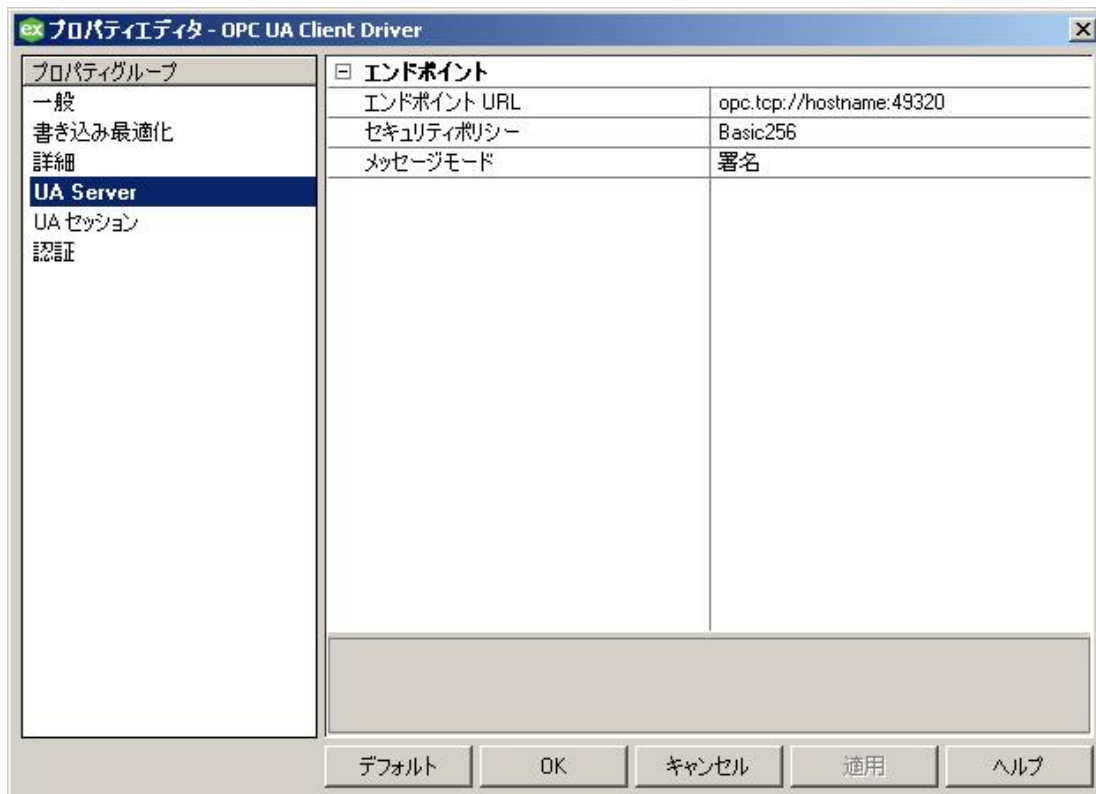 ex プロパティエディタ - OPC UA Client Driver
プロパティグループ
一般
書き込み最適化
詳細
UA Server
UA セッション
認証
エンドポイント
エンドポイント URL opc.tcp://hostname:49320
セキュリティポリシー Basic256
メッセージモード 署名
デフォルト OK キャンセル 適用 ヘルプ